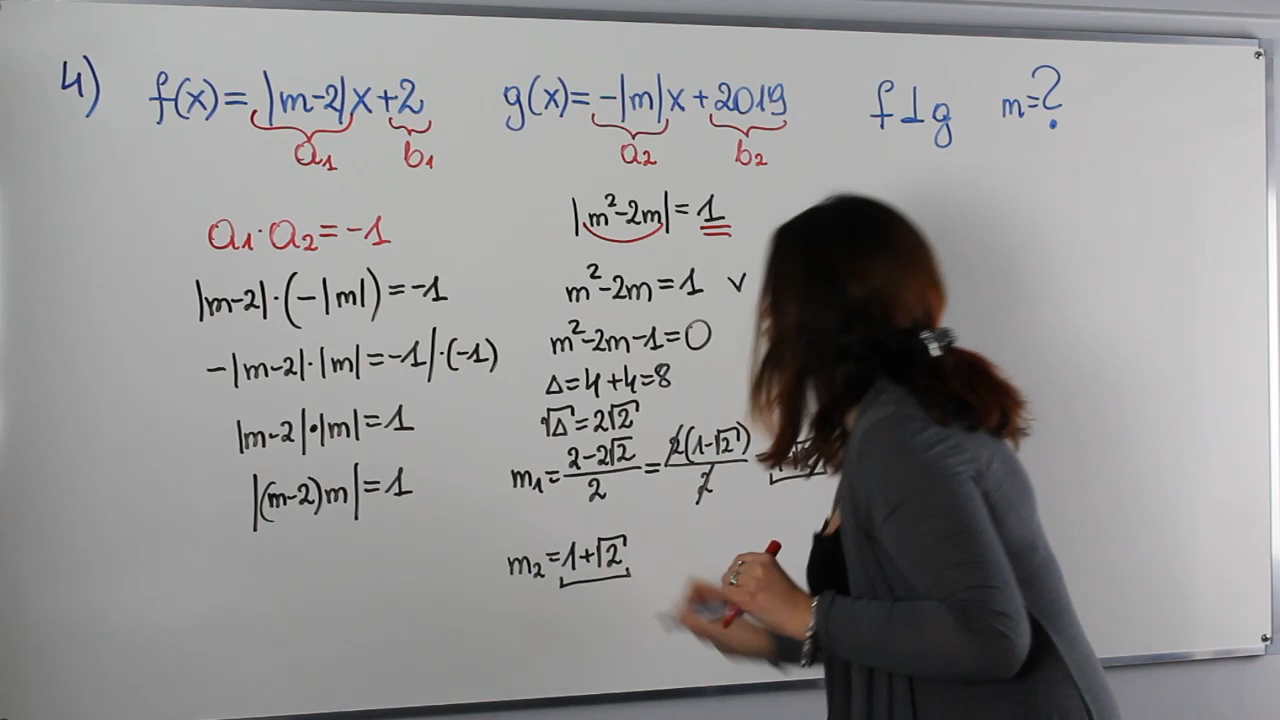 4) f(x)=|m-2|x+2 g(x)=-|m|x+2019 f⊥g m=?
a₁ b₁ a₂ b₂
a₁·a₂=-1
|m-2|·(-|m|)=-1
-|m-2|·|m|=-1/·(-1)
|m-2|·|m|=1
|(m-2)m|=1
|m²-2m|=1
m²-2m=1 v
m²-2m-1=0
Δ=4+4=8
√Δ=2√2
m₁=(2-2√2)/2=2(1-√2)/2
m₂=1+√2